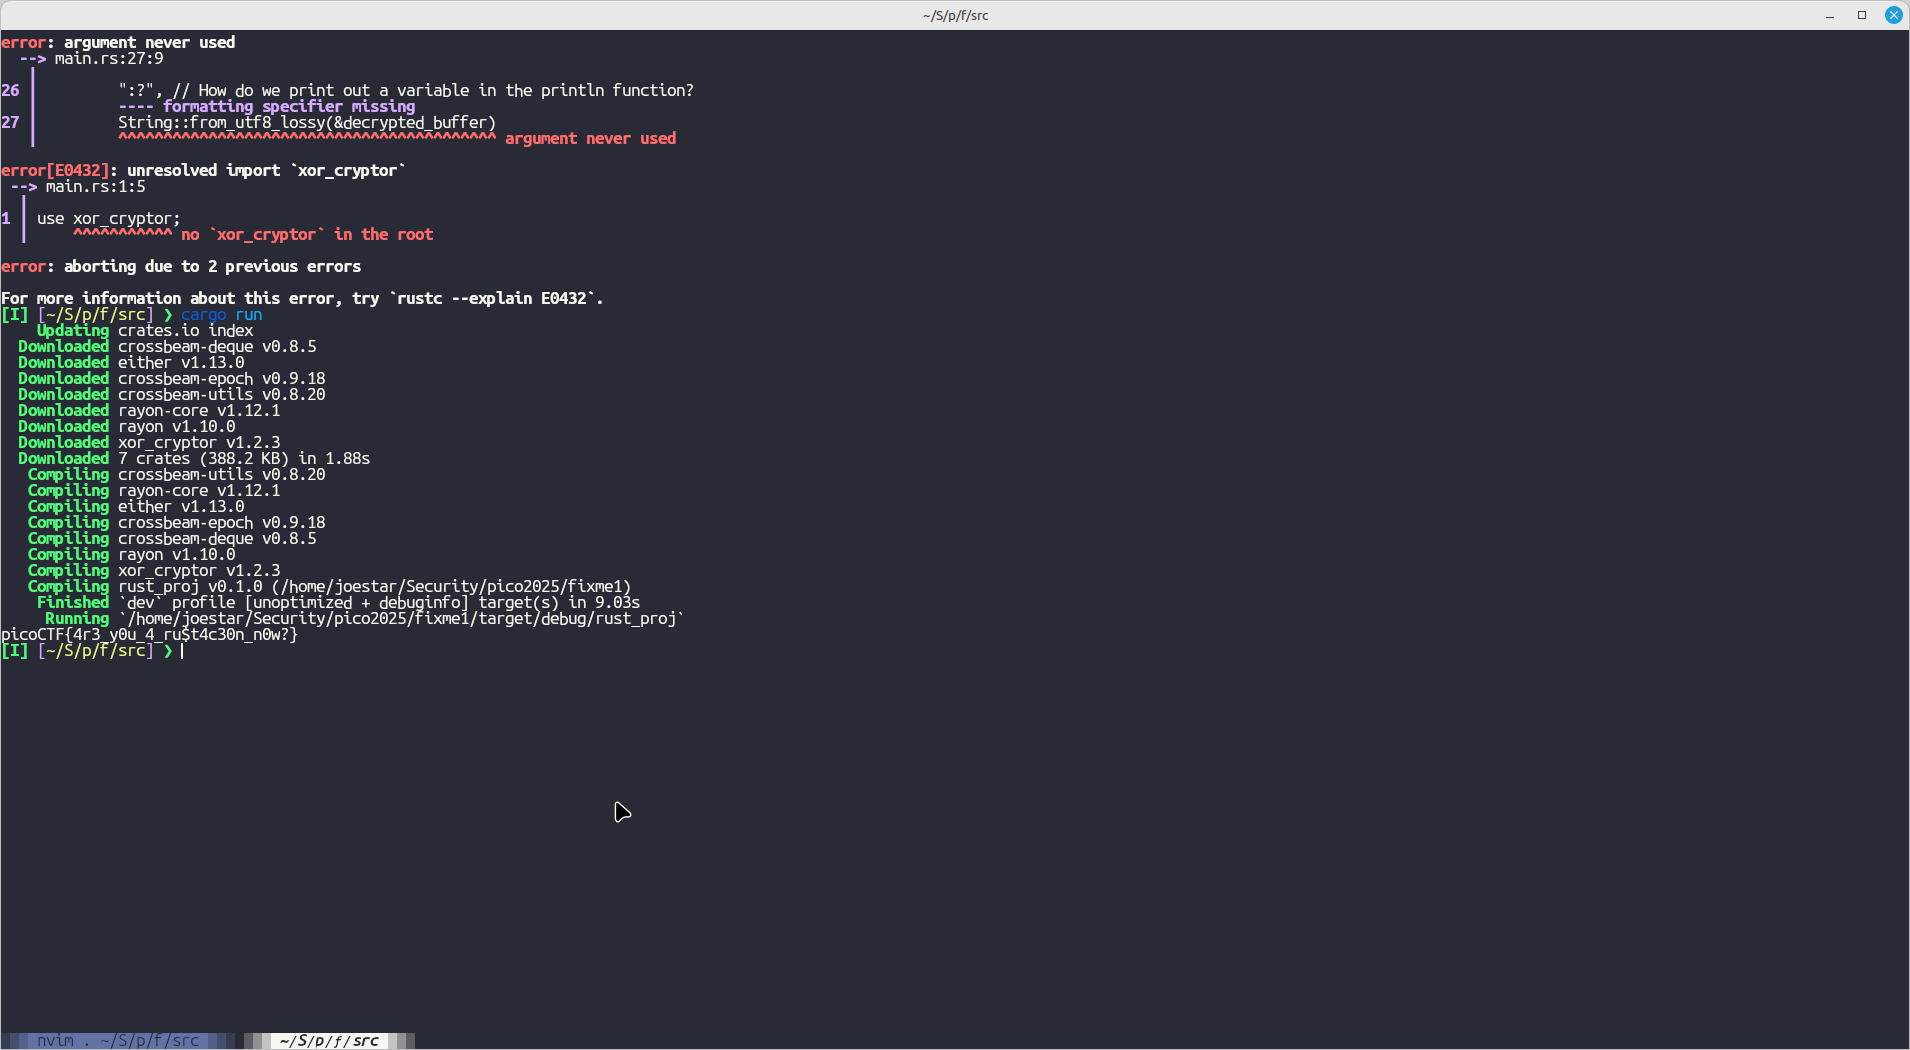 ~/S/p/f/src
error: argument never used
  --> main.rs:27:9
   |
26 |         ":?", // How do we print out a variable in the println function?
   |         ---- formatting specifier missing
27 |         String::from_utf8_lossy(&decrypted_buffer)
   |         ^^^^^^^^^^^^^^^^^^^^^^^^^^^^^^^^^^^^^^^^^^ argument never used

error[E0432]: unresolved import `xor_cryptor`
 --> main.rs:1:5
  |
1 | use xor_cryptor;
  |     ^^^^^^^^^^^ no `xor_cryptor` in the root

error: aborting due to 2 previous errors

For more information about this error, try `rustc --explain E0432`.
[I] [~/S/p/f/src] ❯ cargo run
    Updating crates.io index
  Downloaded crossbeam-deque v0.8.5
  Downloaded either v1.13.0
  Downloaded crossbeam-epoch v0.9.18
  Downloaded crossbeam-utils v0.8.20
  Downloaded rayon-core v1.12.1
  Downloaded rayon v1.10.0
  Downloaded xor_cryptor v1.2.3
  Downloaded 7 crates (388.2 KB) in 1.88s
   Compiling crossbeam-utils v0.8.20
   Compiling rayon-core v1.12.1
   Compiling either v1.13.0
   Compiling crossbeam-epoch v0.9.18
   Compiling crossbeam-deque v0.8.5
   Compiling rayon v1.10.0
   Compiling xor_cryptor v1.2.3
   Compiling rust_proj v0.1.0 (/home/joestar/Security/pico2025/fixme1)
    Finished `dev` profile [unoptimized + debuginfo] target(s) in 9.03s
     Running `/home/joestar/Security/pico2025/fixme1/target/debug/rust_proj`
picoCTF{4r3_y0u_4_ru$t4c30n_n0w?}
[I] [~/S/p/f/src] ❯
nvim . ~/S/p/f/src ~/S/p/f/src